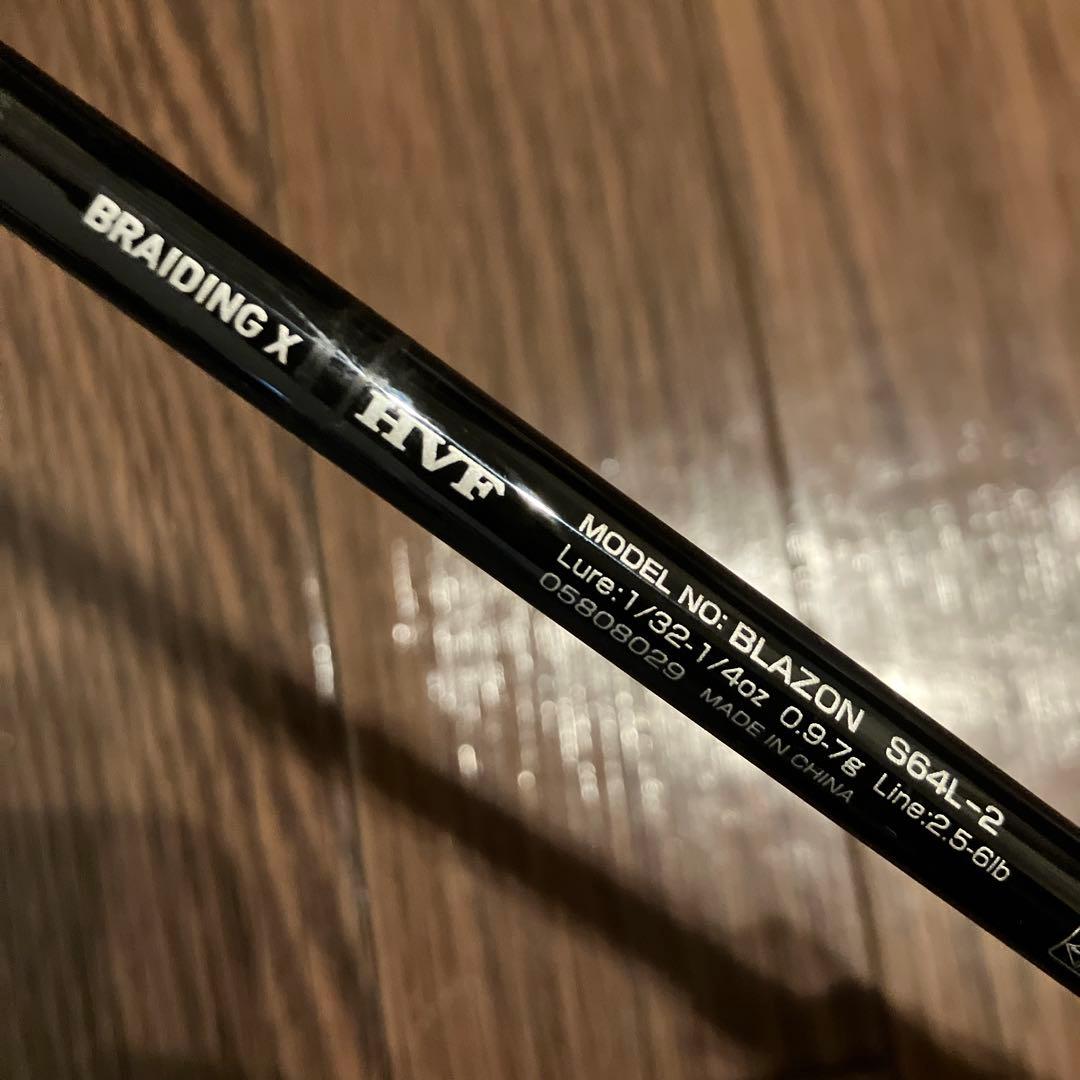 BRAIDING X
HVF
MODEL NO: BLAZON S64L-2
Lure:1/32-1/4oz 0.9-7g Line:2.5-6lb
05808029 MADE IN CHINA